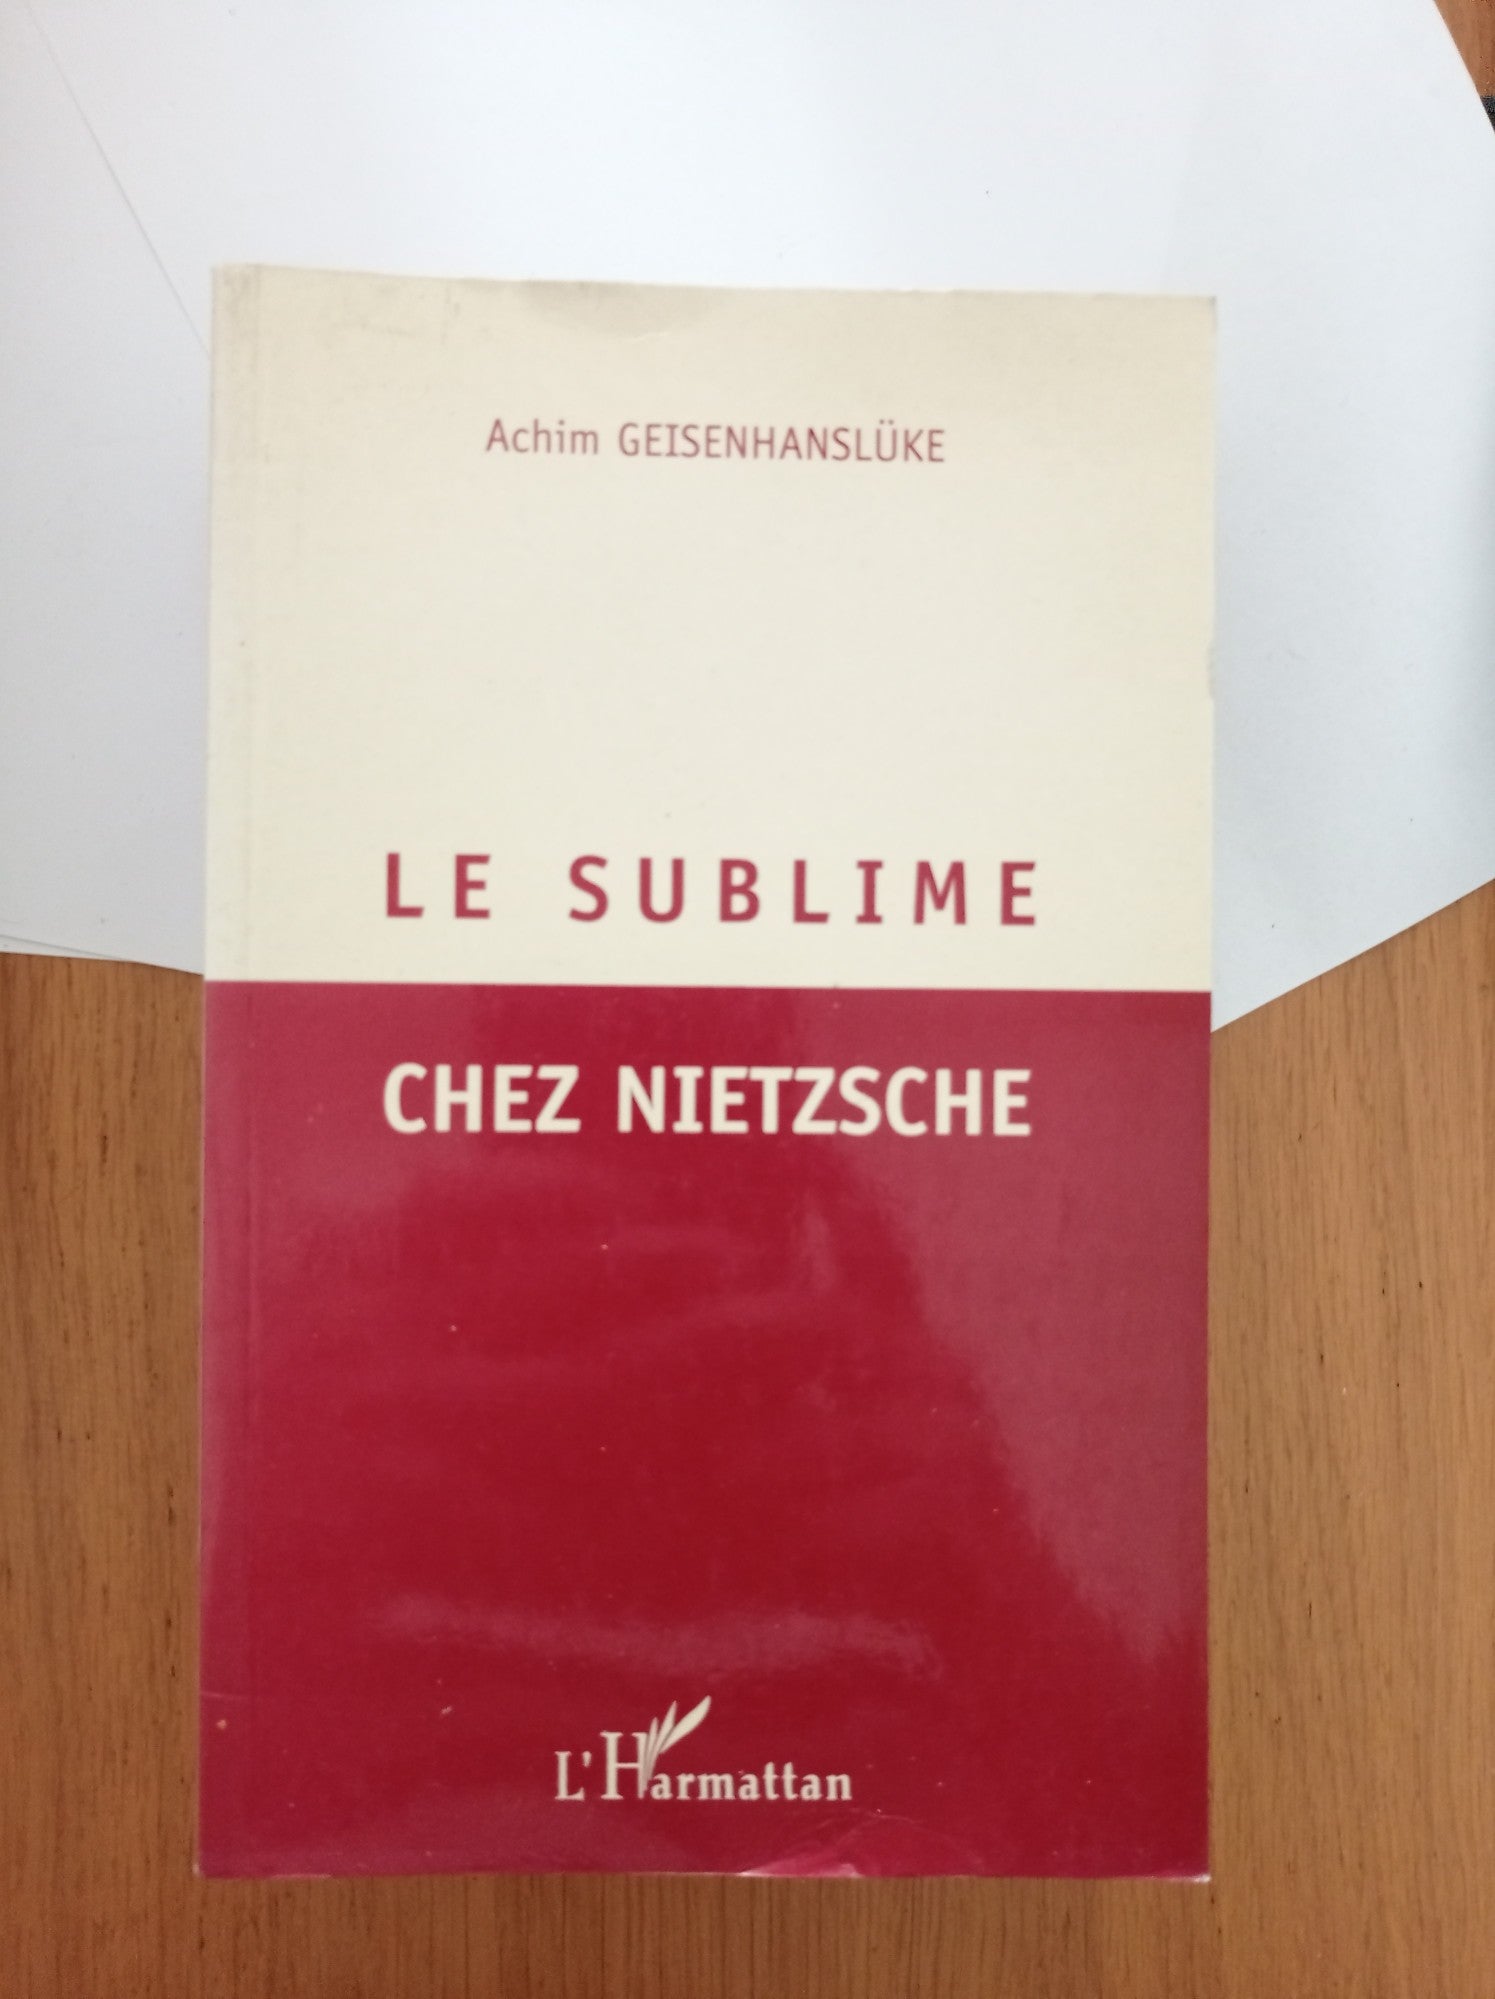 Achim GEISENHANSLÜKE
LE SUBLIME
CHEZ NIETZSCHE
L'Harmattan